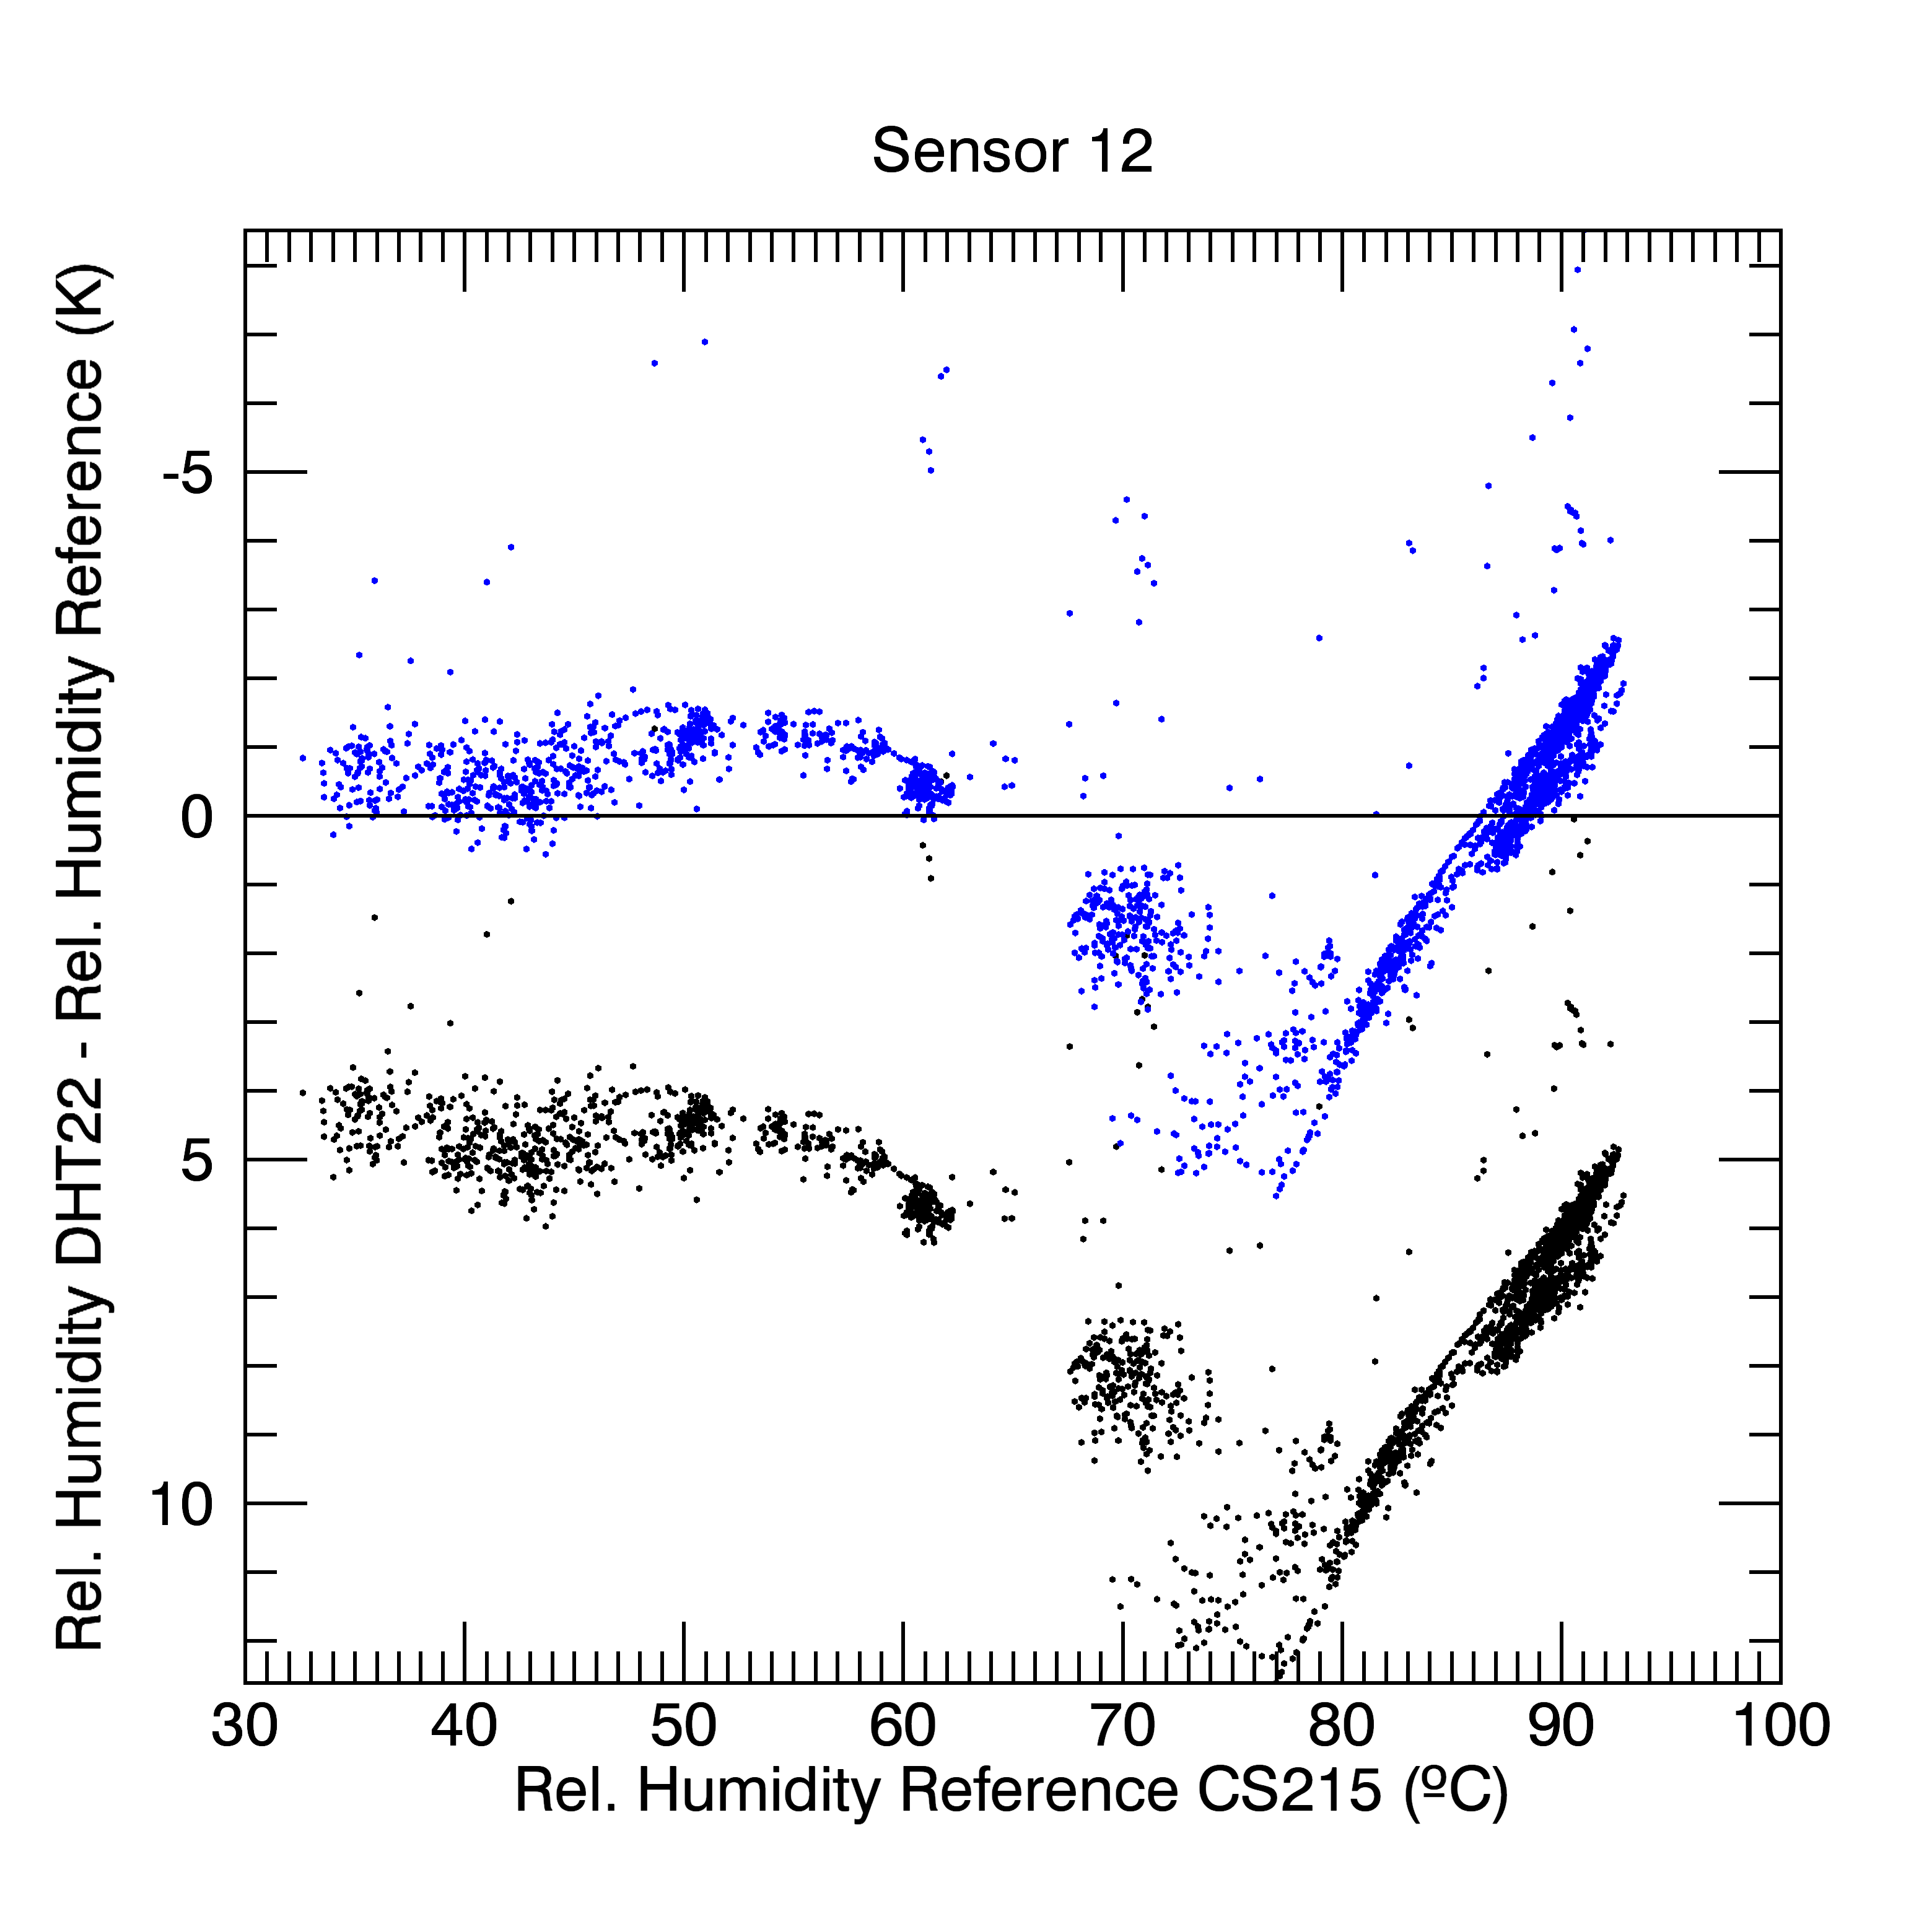 Sensor 12
Rel. Humidity DHT22 - Rel. Humidity Reference (K)
-5
0
5
10
30 40 50 60 70 80 90 100
Rel. Humidity Reference CS215 (ºC)